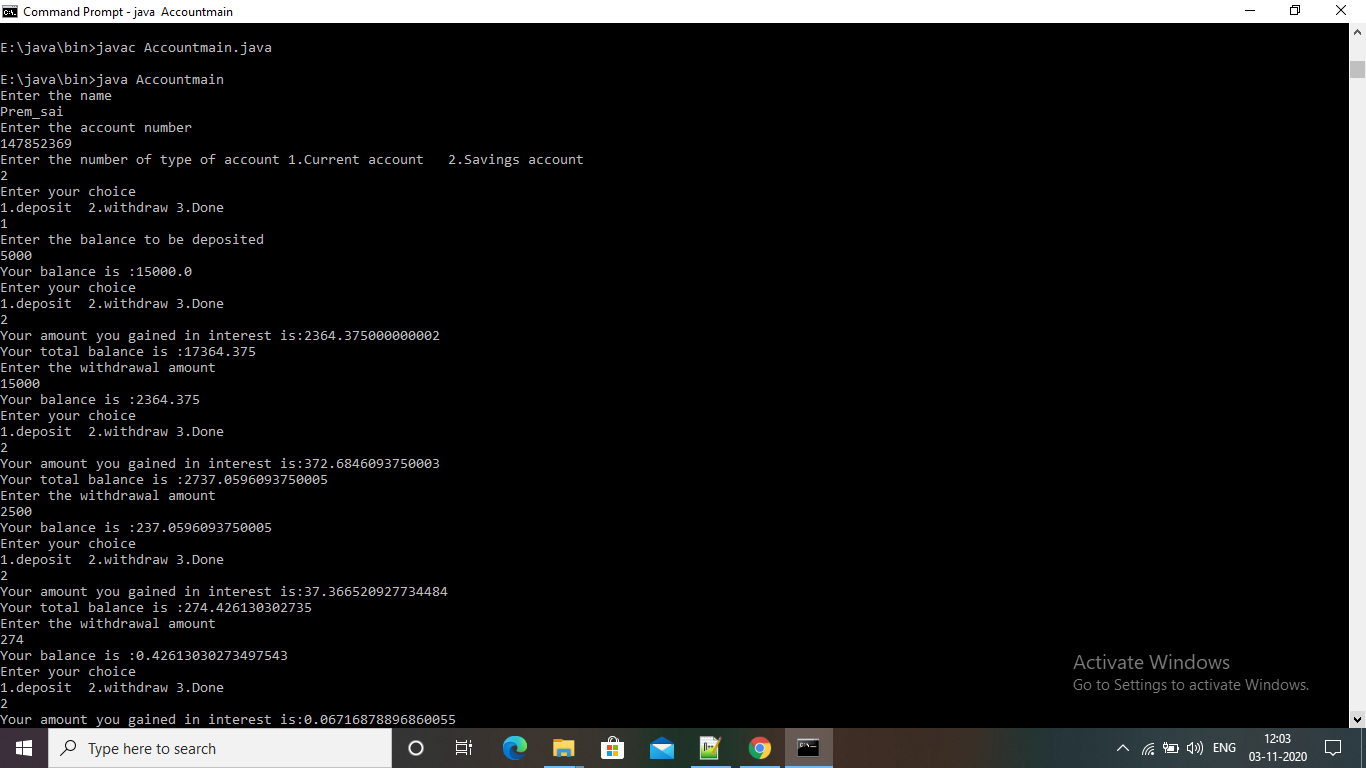 Command Prompt - java  Accountmain
E:\java\bin>javac Accountmain.java
E:\java\bin>java Accountmain
Enter the name
Prem_sai
Enter the account number
147852369
Enter the number of type of account 1.Current account   2.Savings account
2
Enter your choice
1.deposit  2.withdraw 3.Done
1
Enter the balance to be deposited
5000
Your balance is :15000.0
Enter your choice
1.deposit  2.withdraw 3.Done
2
Your amount you gained in interest is:2364.375000000002
Your total balance is :17364.375
Enter the withdrawal amount
15000
Your balance is :2364.375
Enter your choice
1.deposit  2.withdraw 3.Done
2
Your amount you gained in interest is:372.6846093750003
Your total balance is :2737.0596093750005
Enter the withdrawal amount
2500
Your balance is :237.0596093750005
Enter your choice
1.deposit  2.withdraw 3.Done
2
Your amount you gained in interest is:37.366520927734484
Your total balance is :274.426130302735
Enter the withdrawal amount
274
Your balance is :0.42613030273497543
Enter your choice
1.deposit  2.withdraw 3.Done
2
Your amount you gained in interest is:0.06716878896860055
Activate Windows
Go to Settings to activate Windows.
Type here to search
ENG
12:03
03-11-2020